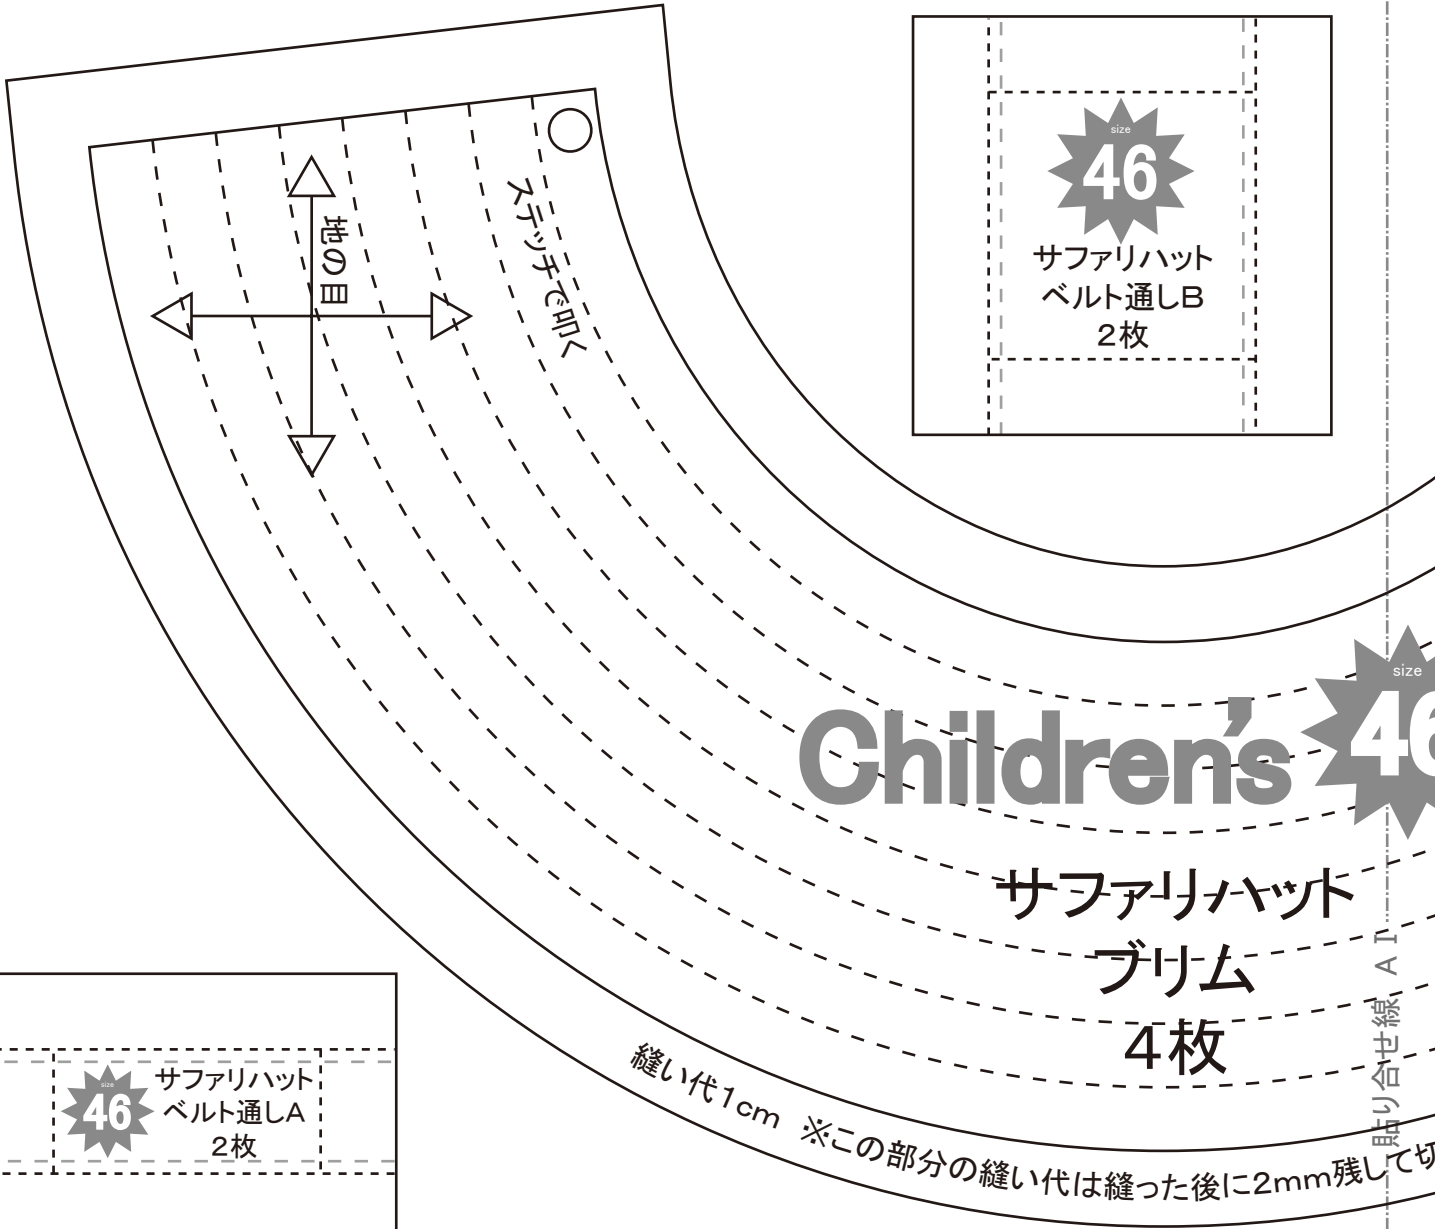 地の目
ステッチで叩く
size
46
サファリハット
ベルト通しB
2枚
Children's
size
46
サファリハット
ブリム
4枚
貼り合せ線 A I
size
46
サファリハット
ベルト通しA
2枚
縫い代1cm ※この部分の縫い代は縫った後に2mm残して切